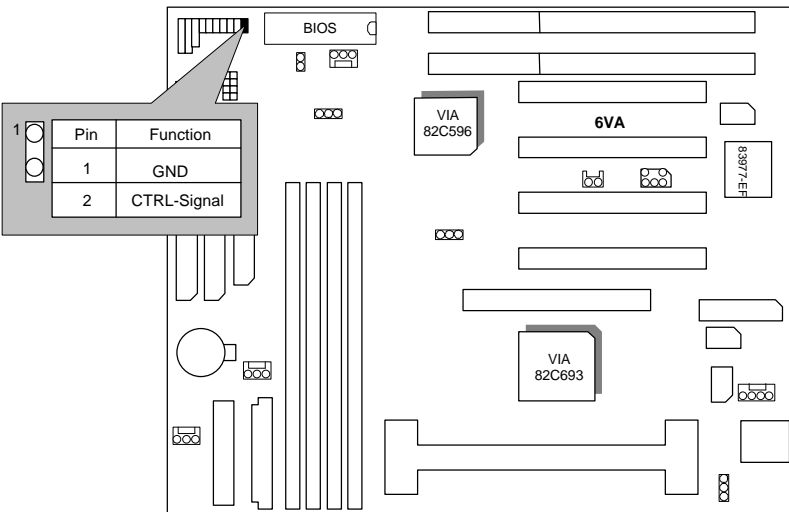 BIOS
VIA
82C596
6VA
83977-EF
1
Pin Function
1 GND
2 CTRL-Signal
VIA
82C693